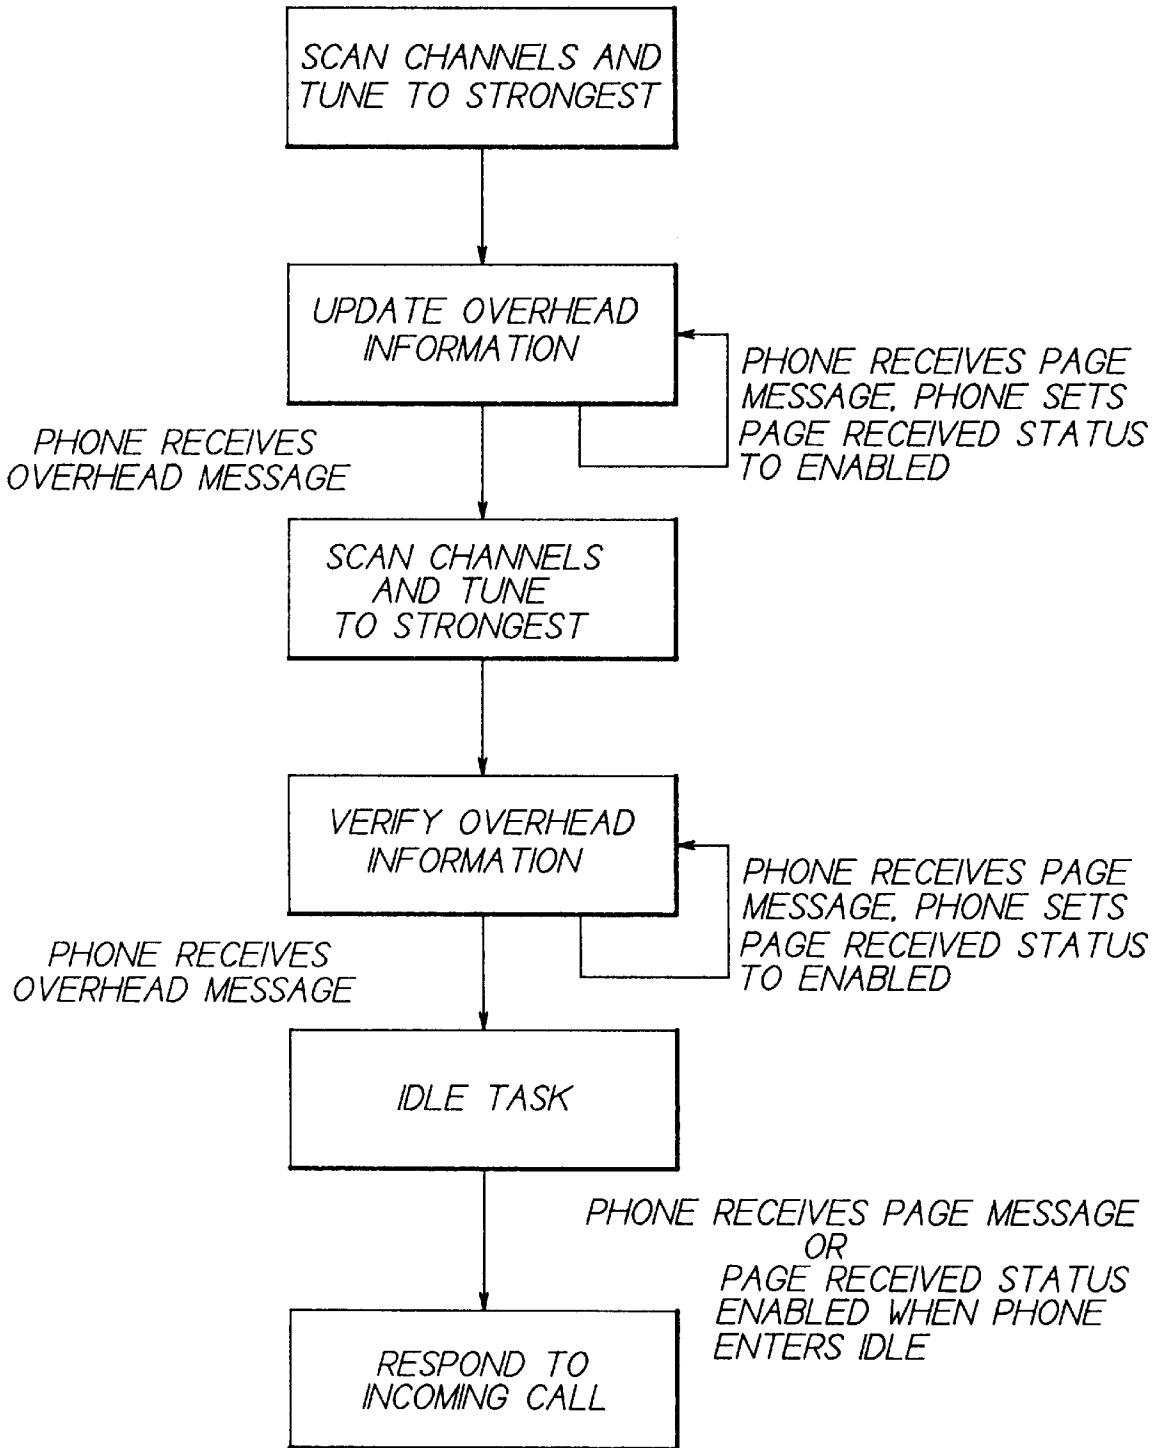 SCAN CHANNELS AND
TUNE TO STRONGEST
UPDATE OVERHEAD
INFORMATION
PHONE RECEIVES PAGE
MESSAGE, PHONE SETS
PAGE RECEIVED STATUS
TO ENABLED
PHONE RECEIVES
OVERHEAD MESSAGE
SCAN CHANNELS
AND TUNE
TO STRONGEST
VERIFY OVERHEAD
INFORMATION
PHONE RECEIVES PAGE
MESSAGE, PHONE SETS
PAGE RECEIVED STATUS
TO ENABLED
PHONE RECEIVES
OVERHEAD MESSAGE
IDLE TASK
PHONE RECEIVES PAGE MESSAGE
OR
PAGE RECEIVED STATUS
ENABLED WHEN PHONE
ENTERS IDLE
RESPOND TO
INCOMING CALL